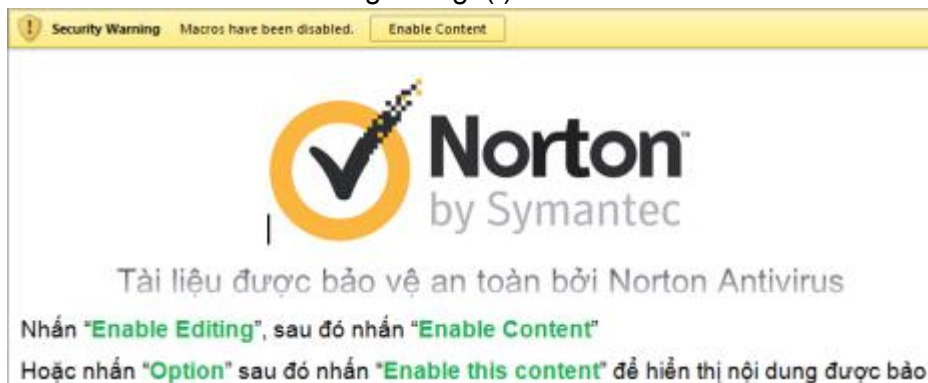 Security Warning Macros have been disabled. Enable Content
Norton™
by Symantec
Tài liệu được bảo vệ an toàn bởi Norton Antivirus
Nhấn "Enable Editing", sau đó nhấn "Enable Content"
Hoặc nhấn "Option" sau đó nhấn "Enable this content" để hiển thị nội dung được bảo